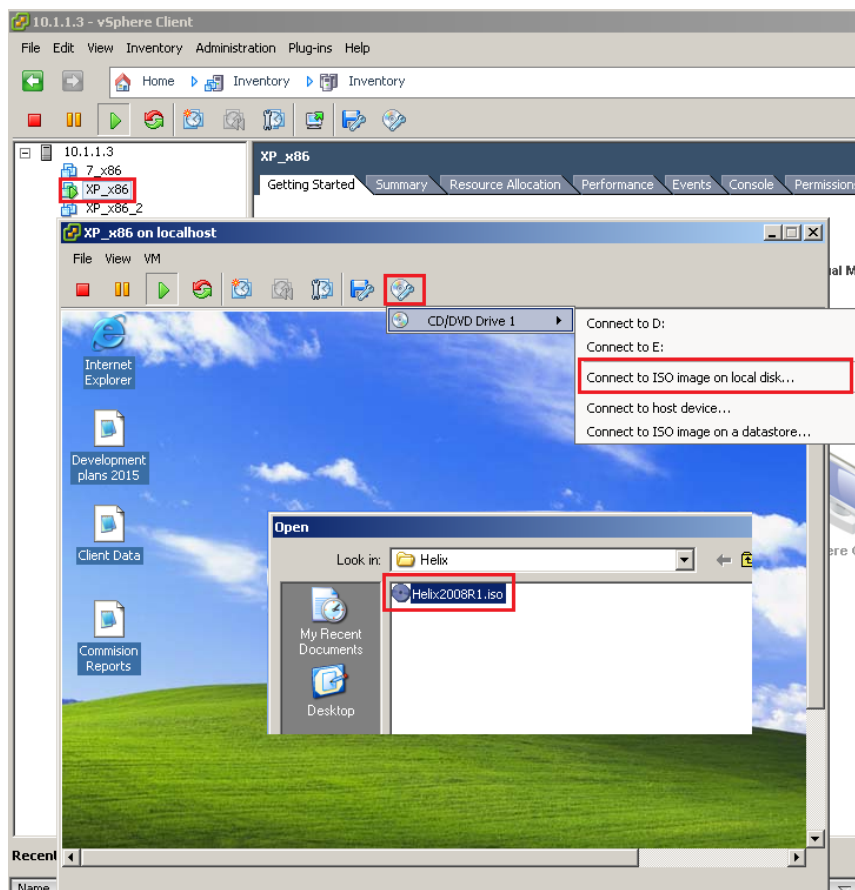 10.1.1.3 - vSphere Client
File Edit View Inventory Administration Plug-ins Help
Home Inventory Inventory
10.1.1.3
7_x86
XP_x86
XP_x86_2
XP_x86
Getting Started Summary Resource Allocation Performance Events Console Permission
XP_x86 on localhost
File View VM
CD/DVD Drive 1
Connect to D:
Connect to E:
Connect to ISO image on local disk...
Connect to host device...
Connect to ISO image on a datastore...
Internet
Explorer
Development
plans 2015
Client Data
Commision
Reports
Open
Look in: Helix
Helix2008R1.iso
My Recent
Documents
Desktop
ual M
ere
Recent
Name